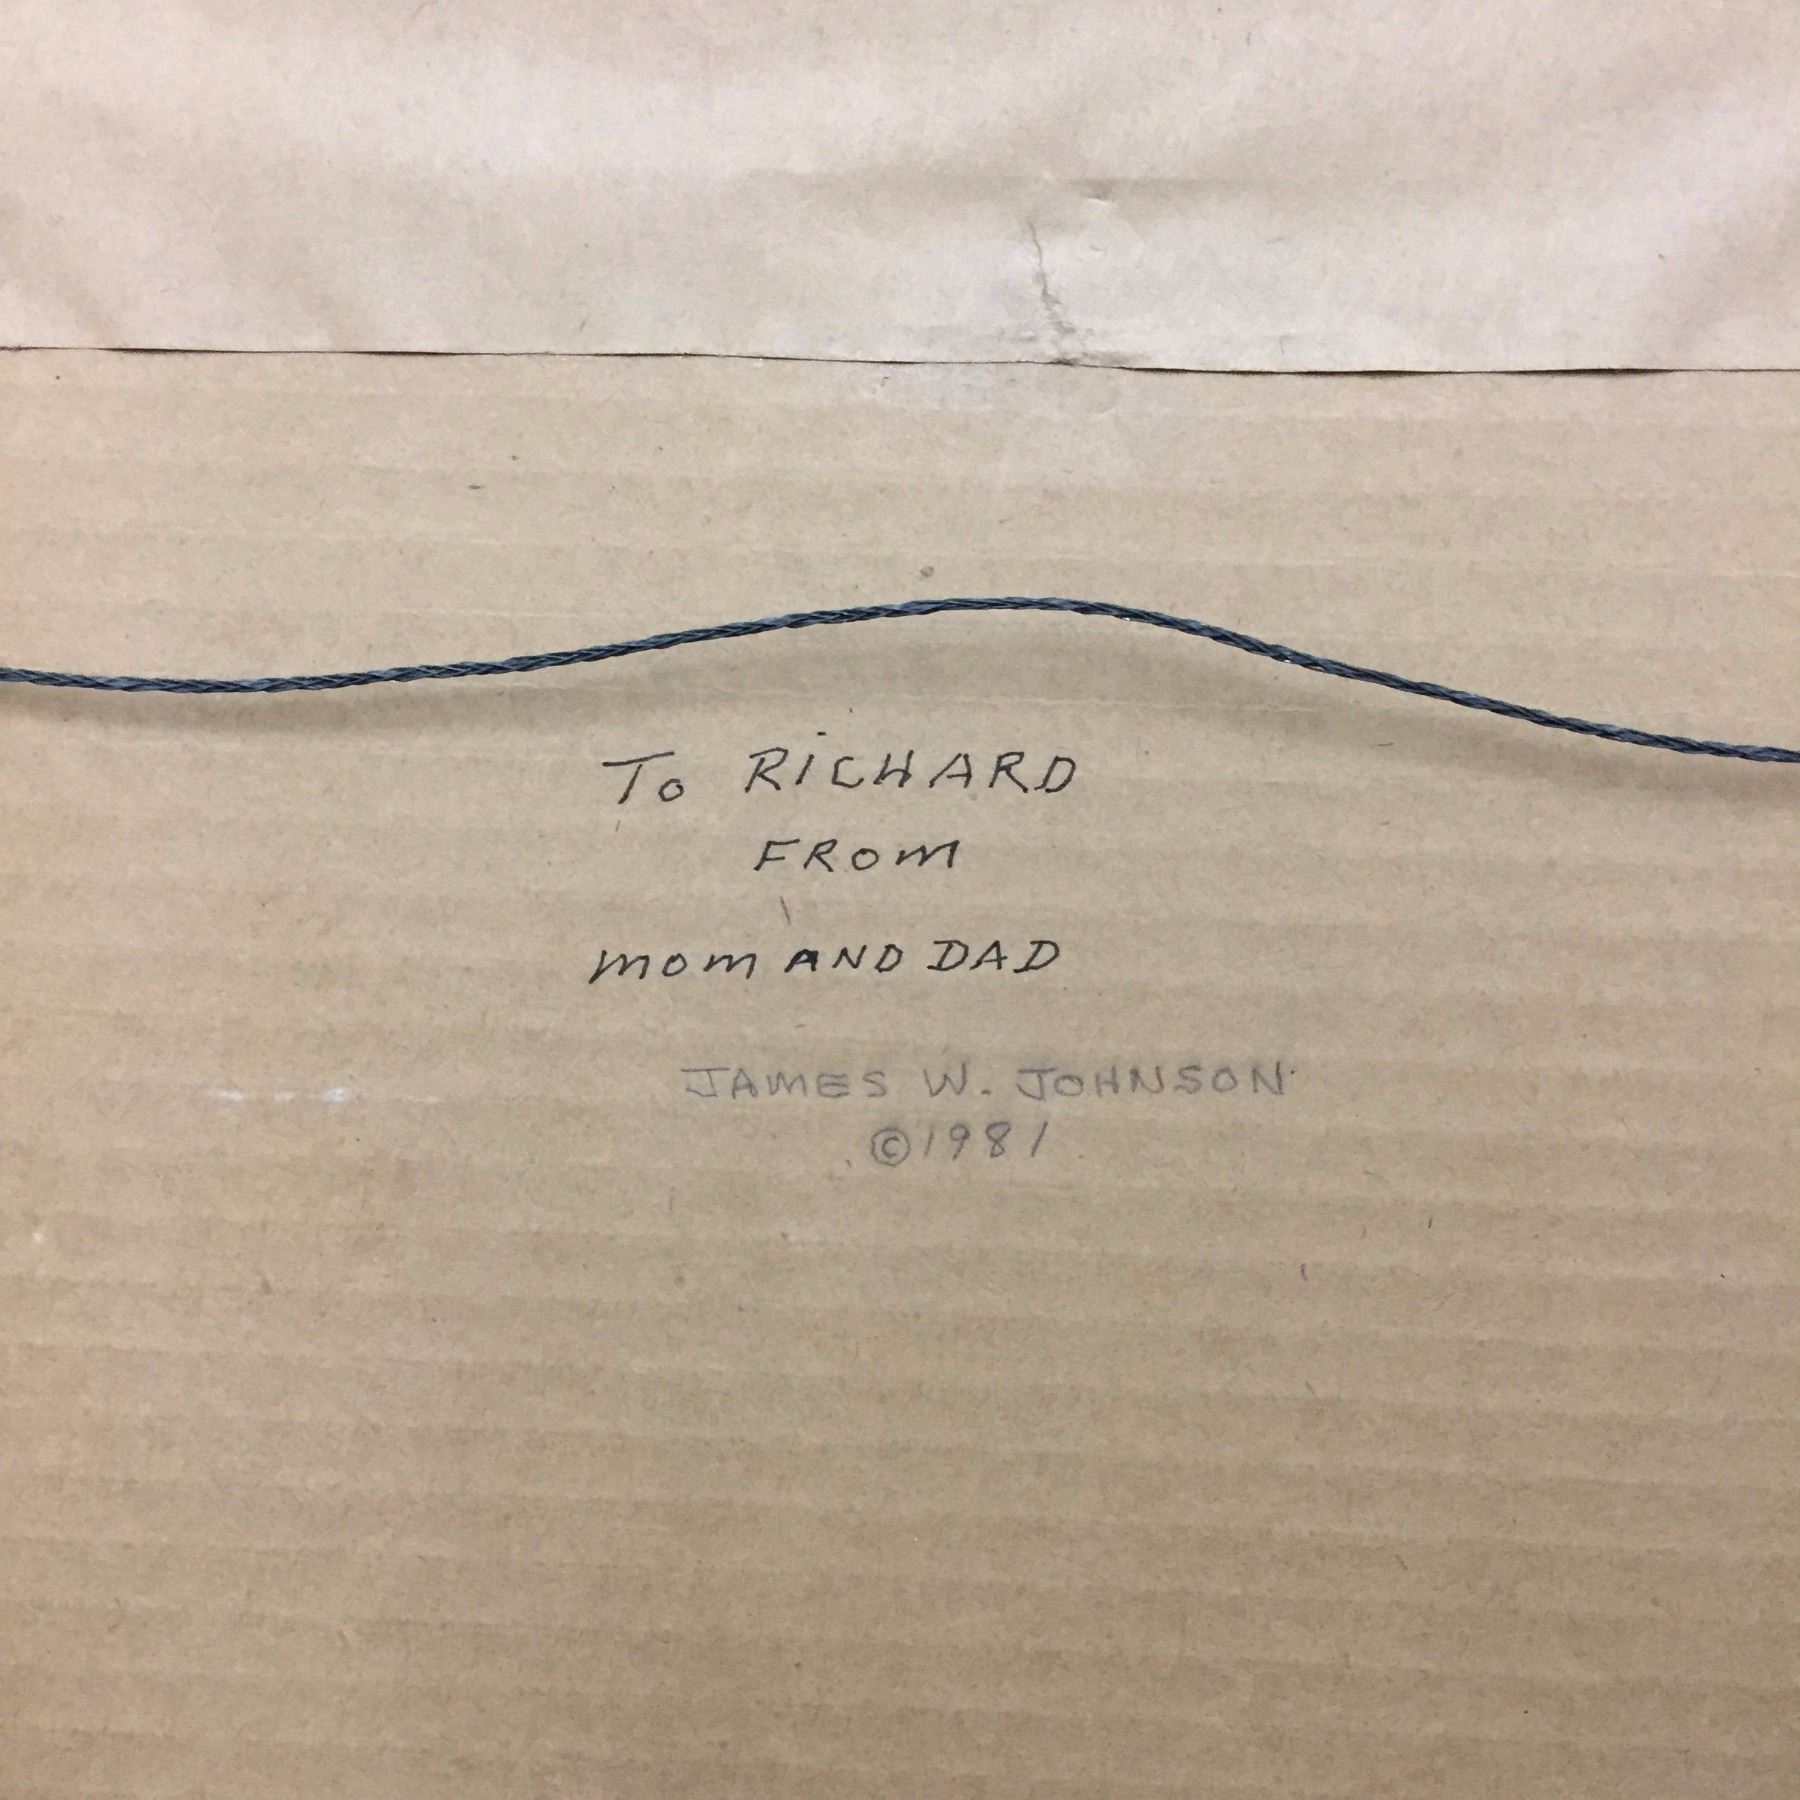 To RiCHARD
FROM
mom AND DAD
JAMES W. JOHNSON
©1981